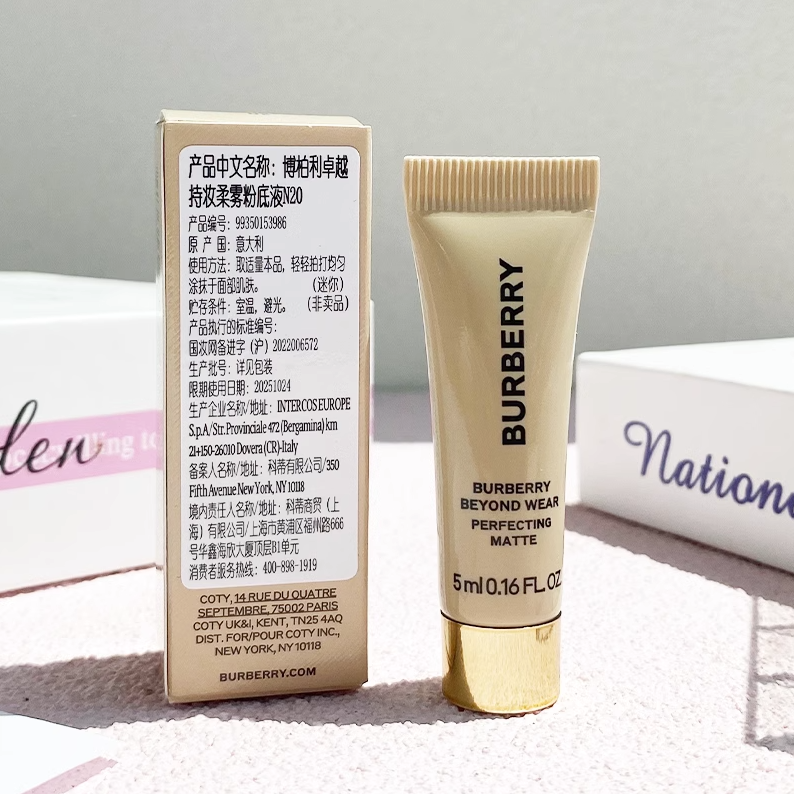 产品中文名称：博柏利卓越
持妆柔雾粉底液N20
产品编号：99350153986
原 产 国：意大利
使用方法：取适量本品，轻轻拍打均匀
涂抹于面部肌肤。 （迷你）
贮存条件：室温，避光。 （非卖品）
产品执行的标准编号：
国妆网备进字（沪）2022006572
生产批号：详见包装
限期使用日期：20251024
生产企业名称/地址：INTERCOS EUROPE
S.p.A/Str. Provinciale 472 (Bergamina) km
21+150-26010 Dovera (CR)-Italy
备案人名称/地址：科蒂有限公司/350
Fifth Avenue New York, NY 10118
境内责任人名称/地址：科蒂商贸（上
海）有限公司/上海市黄浦区福州路666
号华鑫海欣大厦顶层B1单元
消费者服务热线：400-898-1919
COTY, 14 RUE DU QUATRE
SEPTEMBRE, 75002 PARIS
COTY UK&I, KENT, TN25 4AQ
DIST. FOR/POUR COTY INC.,
NEW YORK, NY 10118
BURBERRY.COM
BURBERRY
BURBERRY
BEYOND WEAR
PERFECTING
MATTE
5 ml 0.16 FL.OZ.